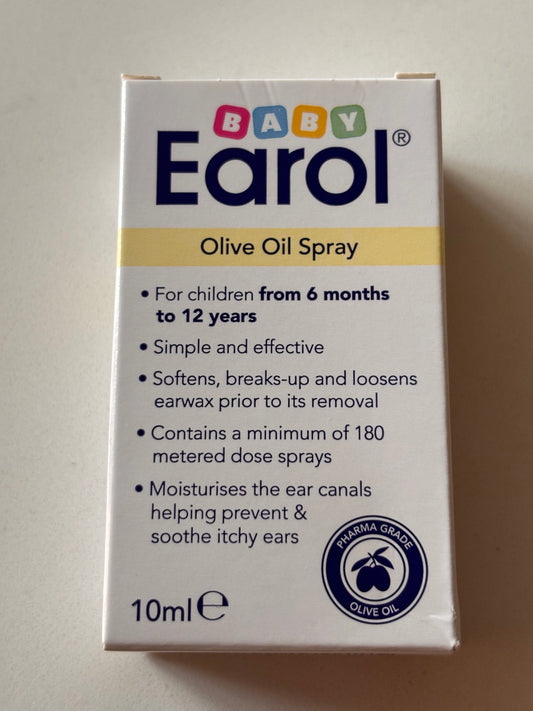 BABY
Earol®
Olive Oil Spray
• For children from 6 months
to 12 years
• Simple and effective
• Softens, breaks-up and loosens
earwax prior to its removal
• Contains a minimum of 180
metered dose sprays
• Moisturises the ear canals
helping prevent &
soothe itchy ears
PHARMA GRADE
OLIVE OIL
10ml ℮